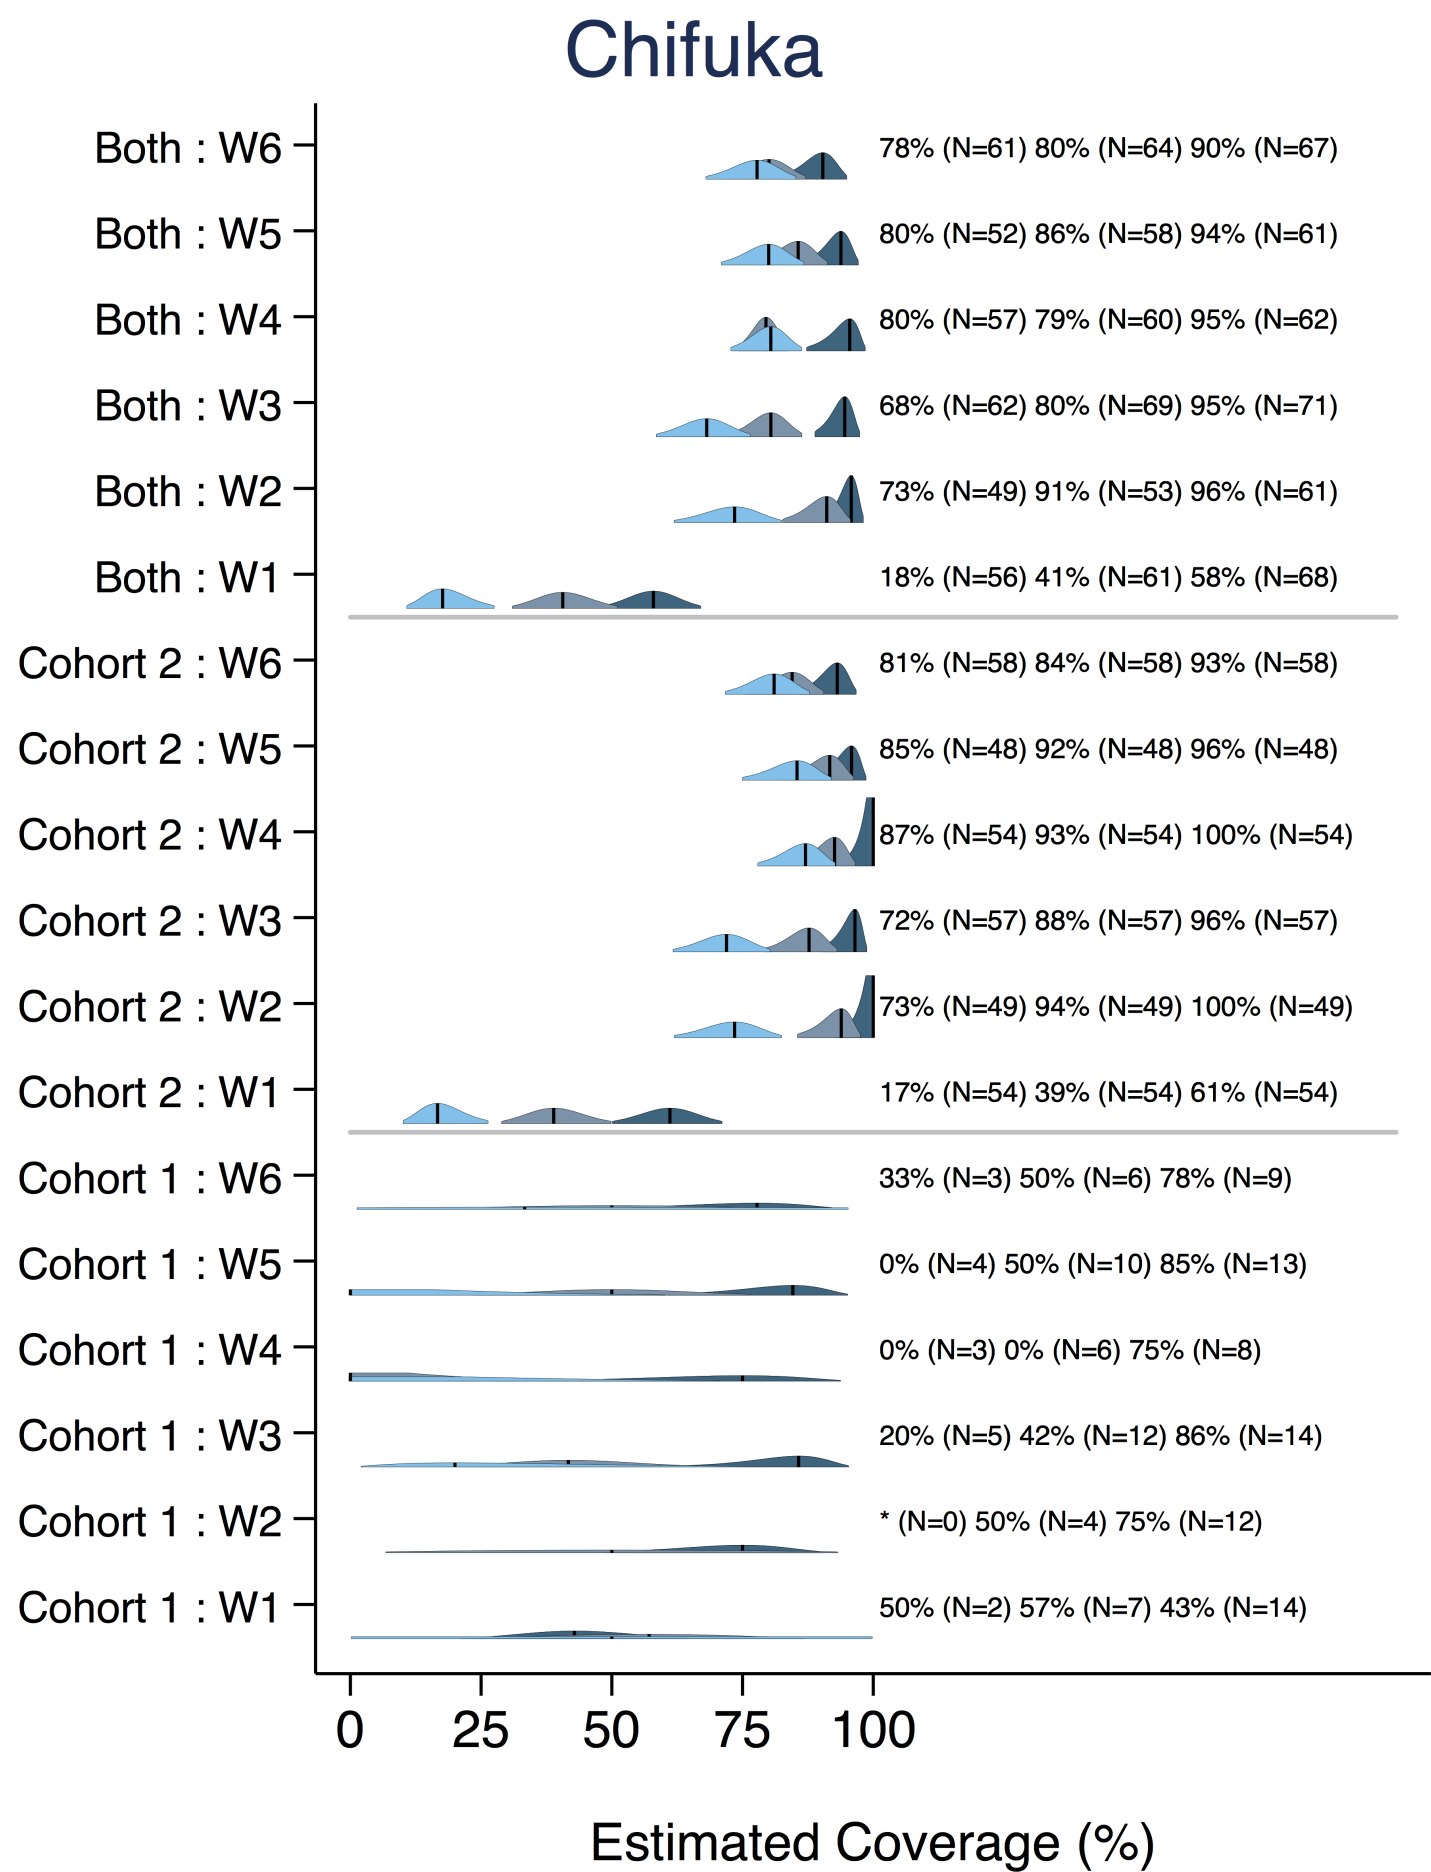 Chifuka
Both : W6 78% (N=61) 80% (N=64) 90% (N=67)
Both : W5 80% (N=52) 86% (N=58) 94% (N=61)
Both : W4 80% (N=57) 79% (N=60) 95% (N=62)
Both : W3 68% (N=62) 80% (N=69) 95% (N=71)
Both : W2 73% (N=49) 91% (N=53) 96% (N=61)
Both : W1 18% (N=56) 41% (N=61) 58% (N=68)
Cohort 2 : W6 81% (N=58) 84% (N=58) 93% (N=58)
Cohort 2 : W5 85% (N=48) 92% (N=48) 96% (N=48)
Cohort 2 : W4 87% (N=54) 93% (N=54) 100% (N=54)
Cohort 2 : W3 72% (N=57) 88% (N=57) 96% (N=57)
Cohort 2 : W2 73% (N=49) 94% (N=49) 100% (N=49)
Cohort 2 : W1 17% (N=54) 39% (N=54) 61% (N=54)
Cohort 1 : W6 33% (N=3) 50% (N=6) 78% (N=9)
Cohort 1 : W5 0% (N=4) 50% (N=10) 85% (N=13)
Cohort 1 : W4 0% (N=3) 0% (N=6) 75% (N=8)
Cohort 1 : W3 20% (N=5) 42% (N=12) 86% (N=14)
Cohort 1 : W2 * (N=0) 50% (N=4) 75% (N=12)
Cohort 1 : W1 50% (N=2) 57% (N=7) 43% (N=14)
0 25 50 75 100
Estimated Coverage (%)